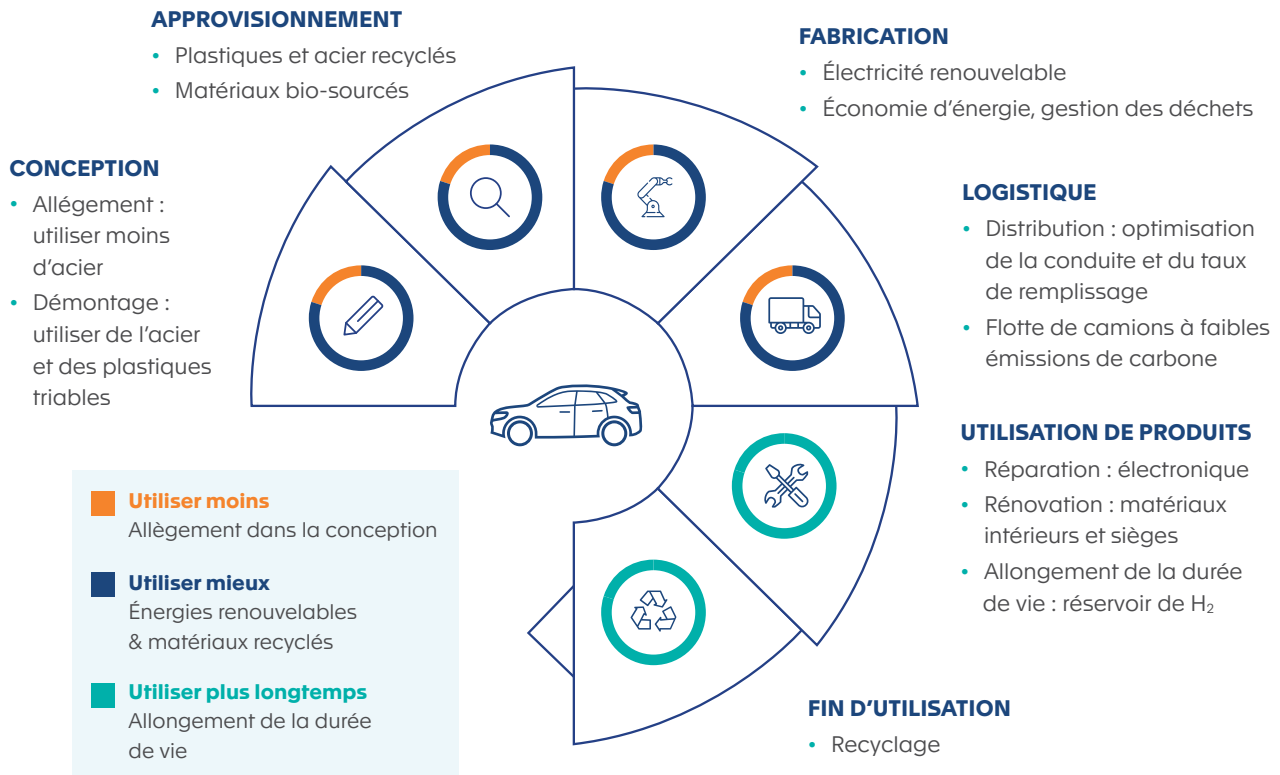 APPROVISIONNEMENT
• Plastiques et acier recyclés
• Matériaux bio-sourcés
FABRICATION
• Électricité renouvelable
• Économie d'énergie, gestion des déchets
CONCEPTION
• Allégement :
utiliser moins
d'acier
• Démontage :
utiliser de l'acier
et des plastiques
triables
LOGISTIQUE
• Distribution : optimisation
de la conduite et du taux
de remplissage
• Flotte de camions à faibles
émissions de carbone
UTILISATION DE PRODUITS
• Réparation : électronique
• Rénovation : matériaux
intérieurs et sièges
• Allongement de la durée
de vie : réservoir de H₂
FIN D'UTILISATION
• Recyclage
Utiliser moins
Allègement dans la conception
Utiliser mieux
Énergies renouvelables
& matériaux recyclés
Utiliser plus longtemps
Allongement de la durée
de vie